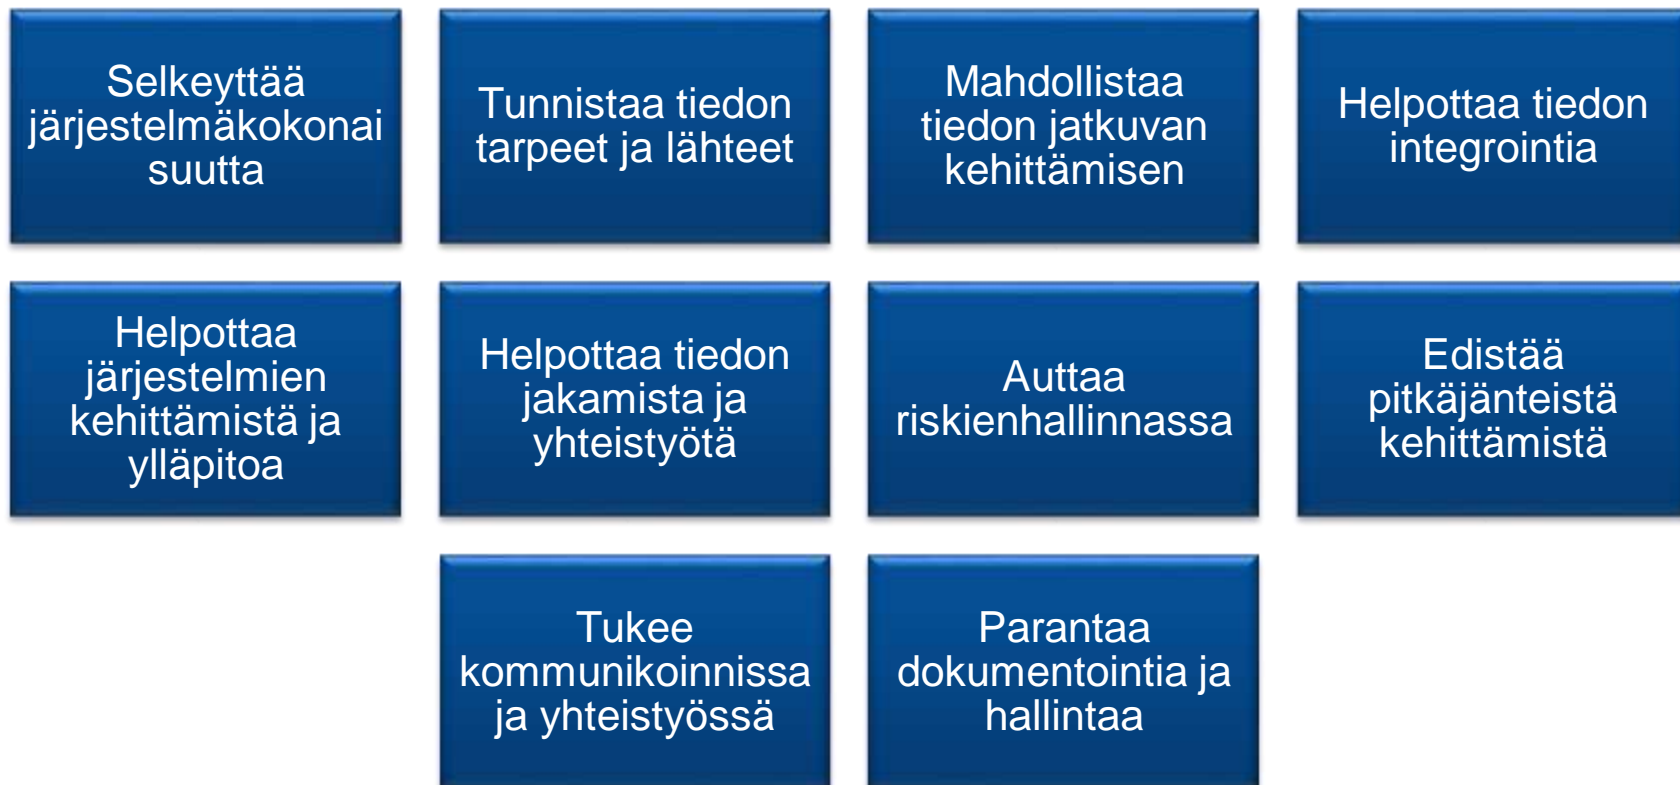 Selkeyttää
järjestelmäkokonai
suutta
Tunnistaa tiedon
tarpeet ja lähteet
Mahdollistaa
tiedon jatkuvan
kehittämisen
Helpottaa tiedon
integrointia
Helpottaa
järjestelmien
kehittämistä ja
ylläpitoa
Helpottaa tiedon
jakamista ja
yhteistyötä
Auttaa
riskienhallinnassa
Edistää
pitkäjänteistä
kehittämistä
Tukee
kommunikoinnissa
ja yhteistyössä
Parantaa
dokumentointia ja
hallintaa